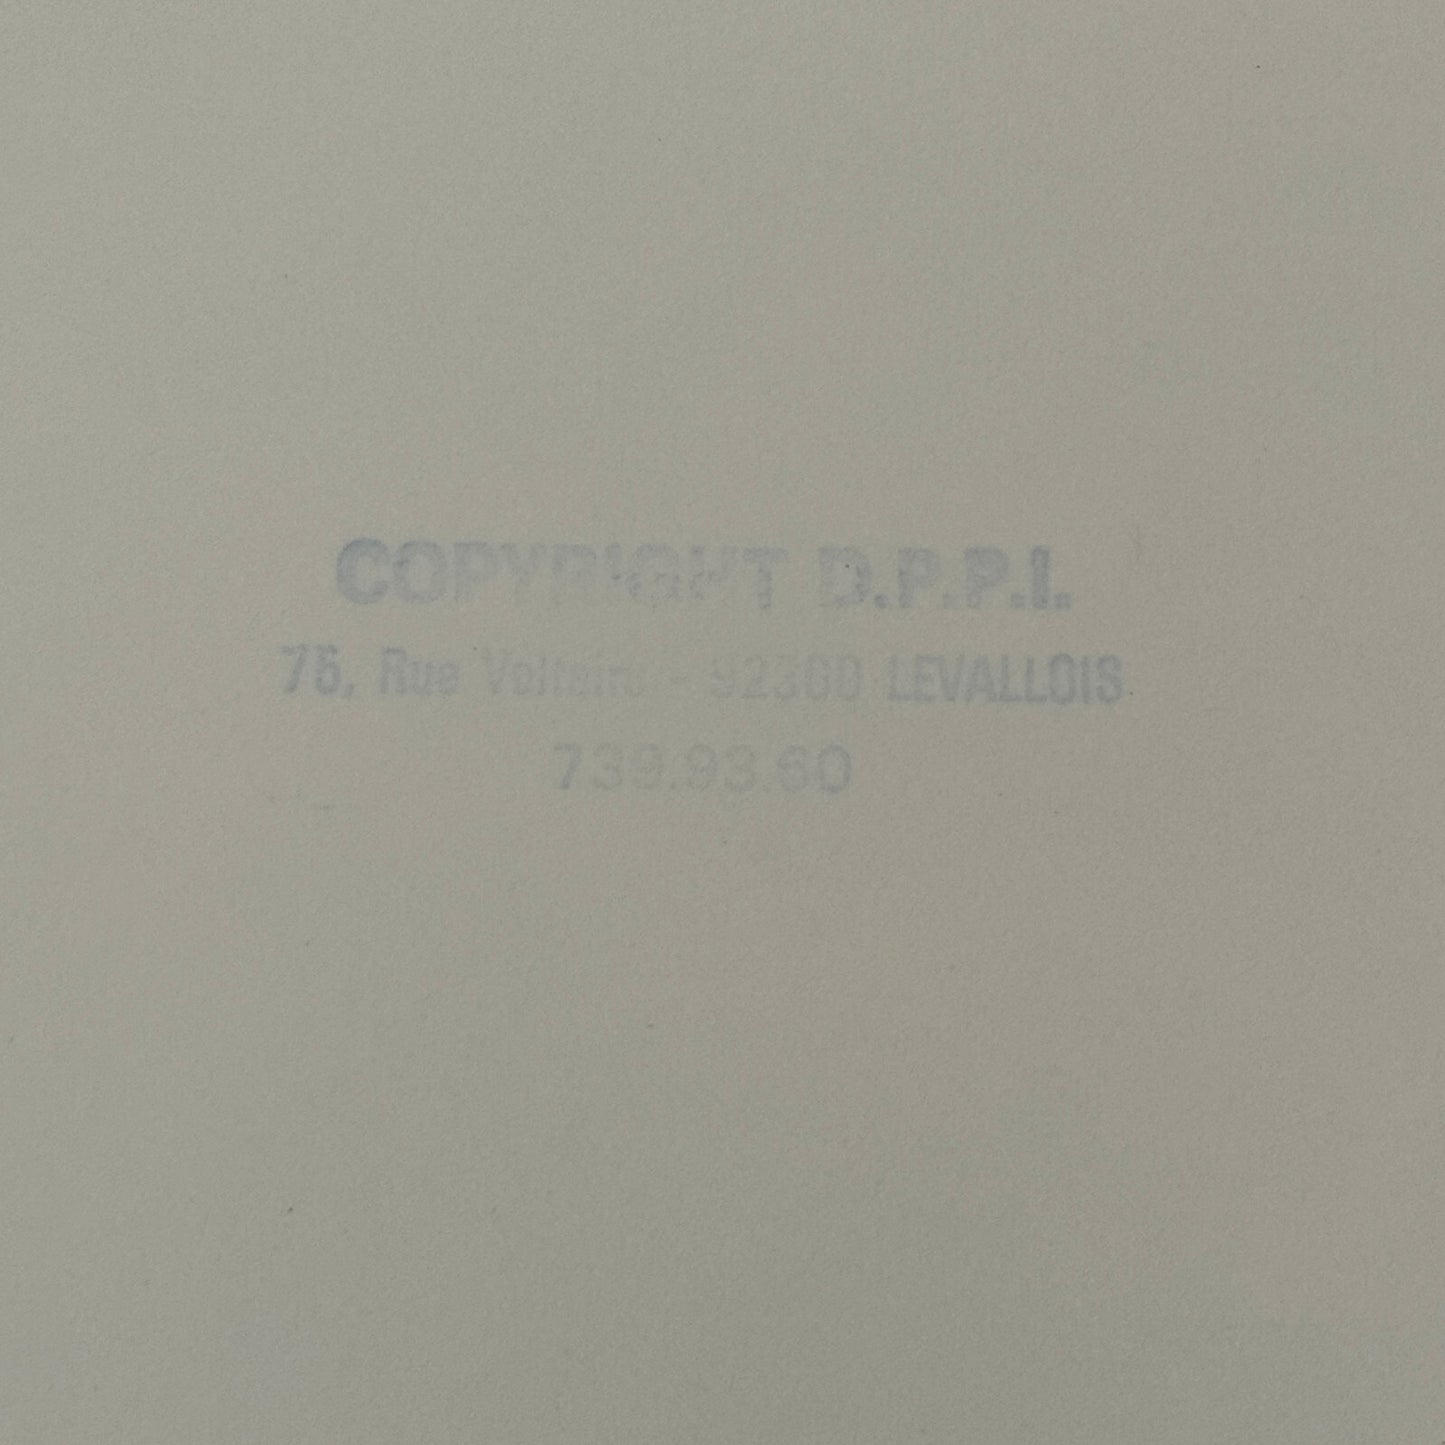 COPYRIGHT D.P.P.I.
75, Rue Voltaire - 92300 LEVALLOIS
739.93.60